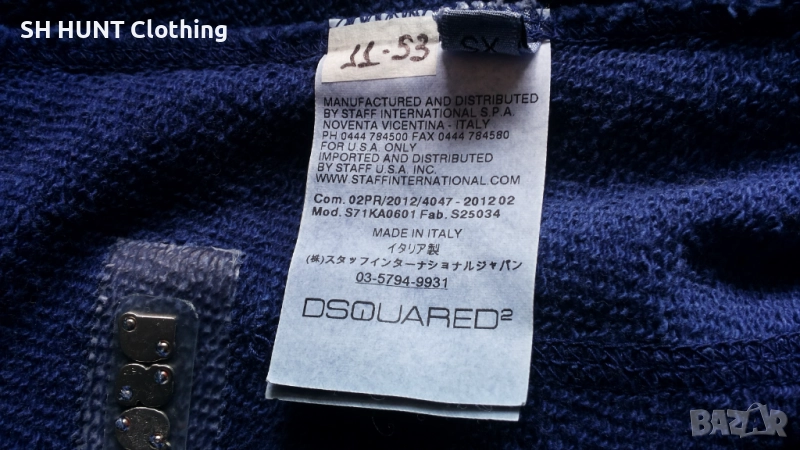 SH HUNT Clothing
11-53
XS
MANUFACTURED AND DISTRIBUTED
BY STAFF INTERNATIONAL S.P.A.
NOVENTA VICENTINA - ITALY
PH 0444 784500 FAX 0444 784580
FOR U.S.A. ONLY
IMPORTED AND DISTRIBUTED
BY STAFF U.S.A. INC.
WWW.STAFFINTERNATIONAL.COM
Com. 02PR/2012/4047 - 2012 02
Mod. S71KA0601 Fab. S25034
MADE IN ITALY
イタリア製
(株)スタッフインターナショナルジャパン
03-5794-9931
DSQUARED2
BAZAR